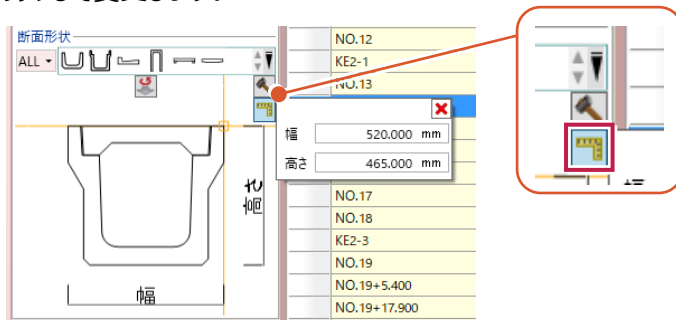 断面形状
ALL
幅 520.000 mm
高さ 465.000 mm
高さ
幅
NO.12
KE2-1
NO.13
NO.17
NO.18
KE2-3
NO.19
NO.19+5.400
NO.19+17.900